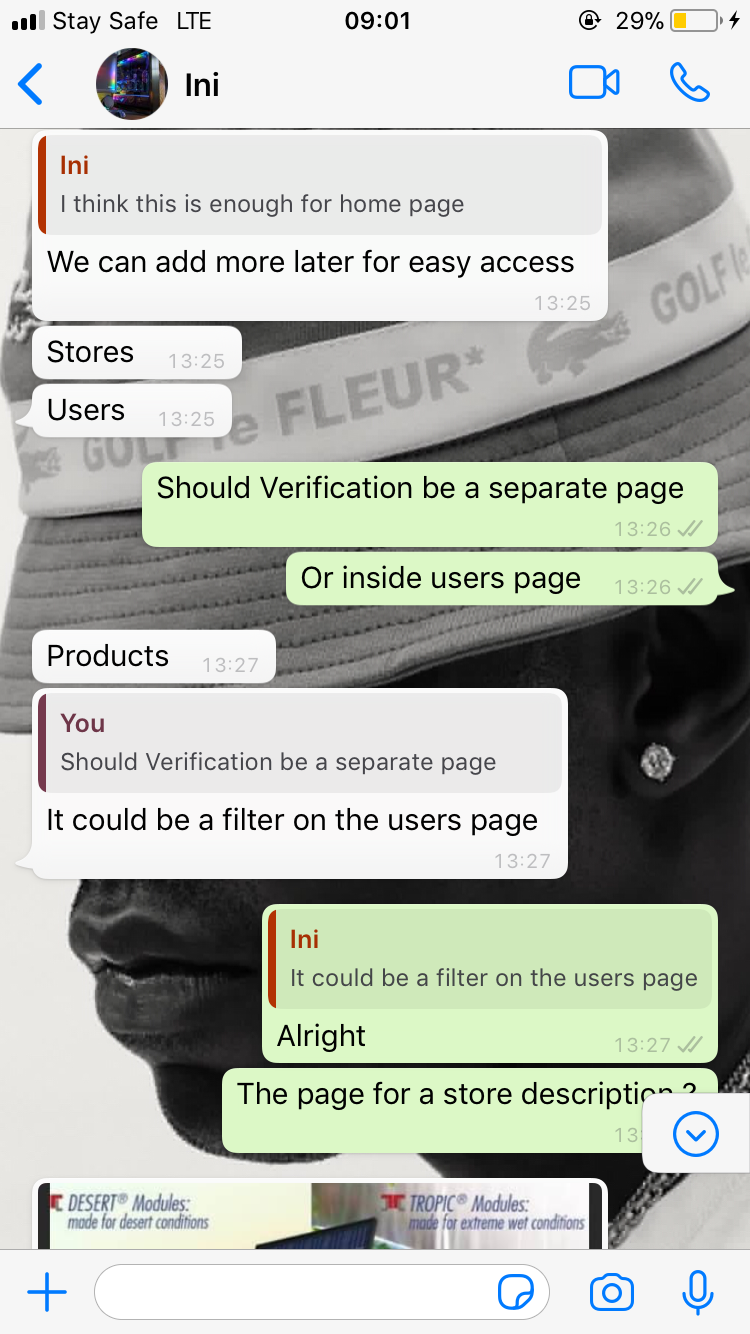 Stay Safe LTE 09:01 29%
Ini
Ini
I think this is enough for home page
We can add more later for easy access
13:25
Stores 13:25
Users 13:25
GOLF le FLEUR* GOLF le
Should Verification be a separate page
13:26
Or inside users page 13:26
Products 13:27
You
Should Verification be a separate page
It could be a filter on the users page
13:27
Ini
It could be a filter on the users page
Alright 13:27
The page for a store description ?
13:
DESERT® Modules:
made for desert conditions
TROPIC® Modules:
made for extreme wet conditions